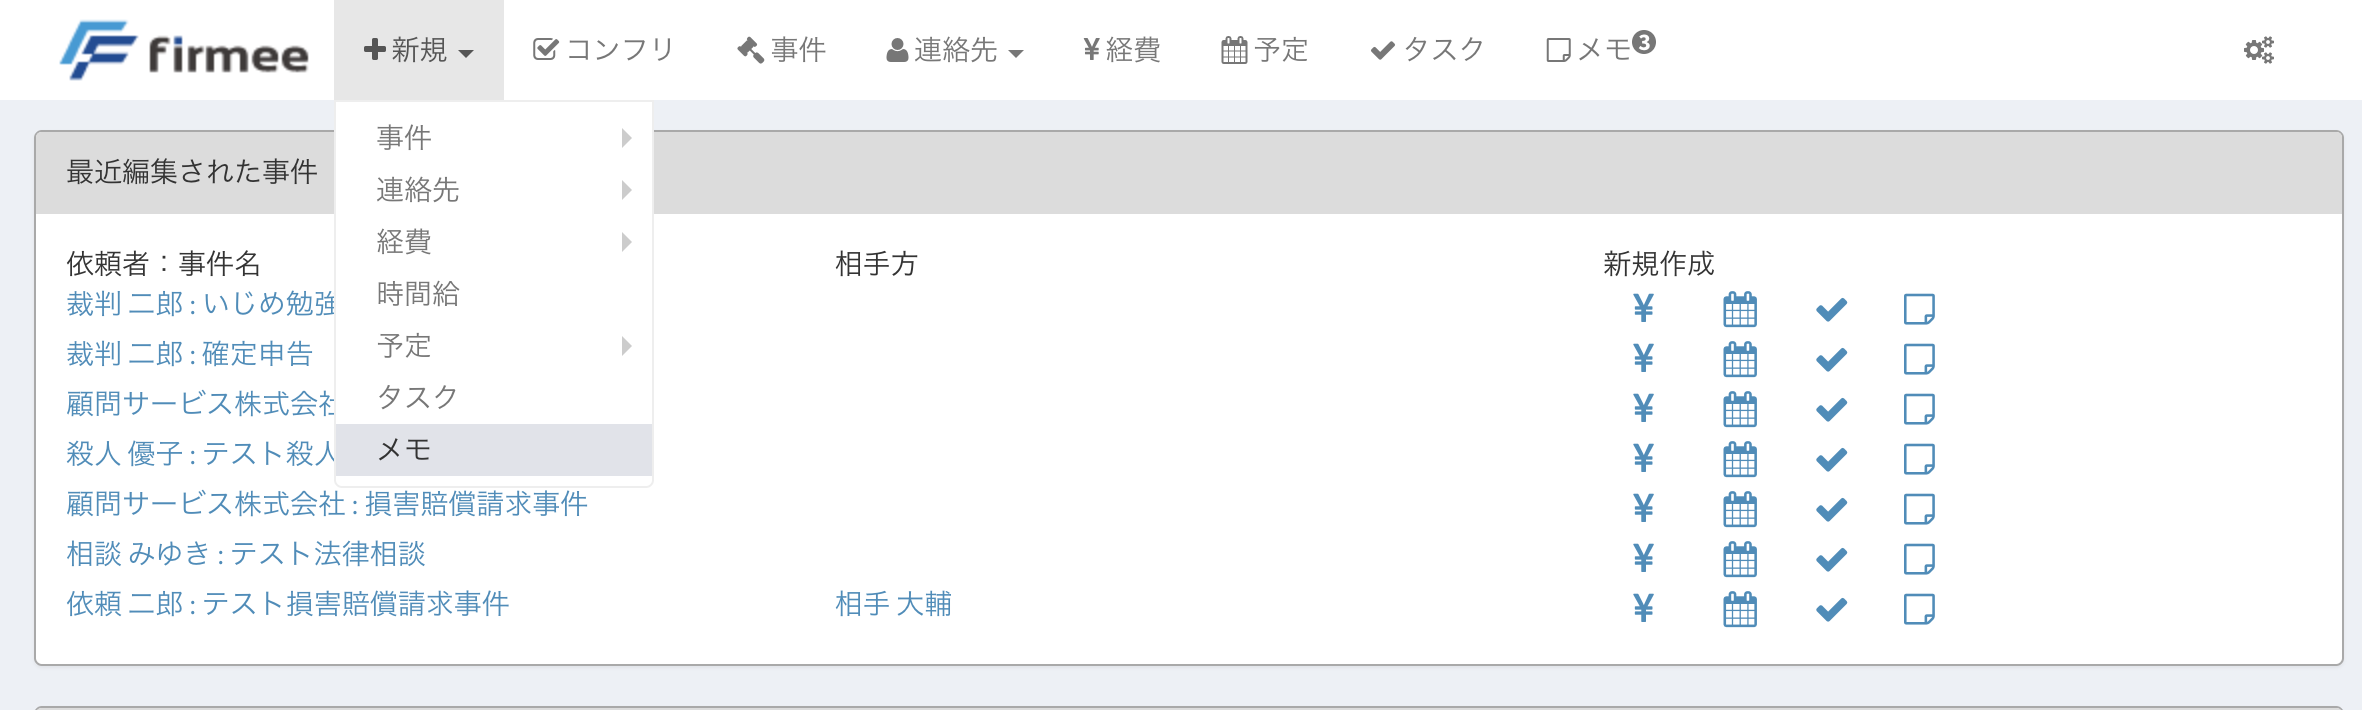 firmee 新規 コンフリ 事件 連絡先 ¥経費 予定 タスク メモ 3
事件
連絡先
経費
時間給
予定
タスク
メモ
最近編集された事件
依頼者：事件名 相手方 新規作成
裁判 二郎 : いじめ勉強 ¥
裁判 二郎 : 確定申告 ¥
顧問サービス株式会社 ¥
殺人 優子 : テスト殺人 ¥
顧問サービス株式会社 : 損害賠償請求事件 ¥
相談 みゆき : テスト法律相談 ¥
依頼 二郎 : テスト損害賠償請求事件 相手 大輔 ¥